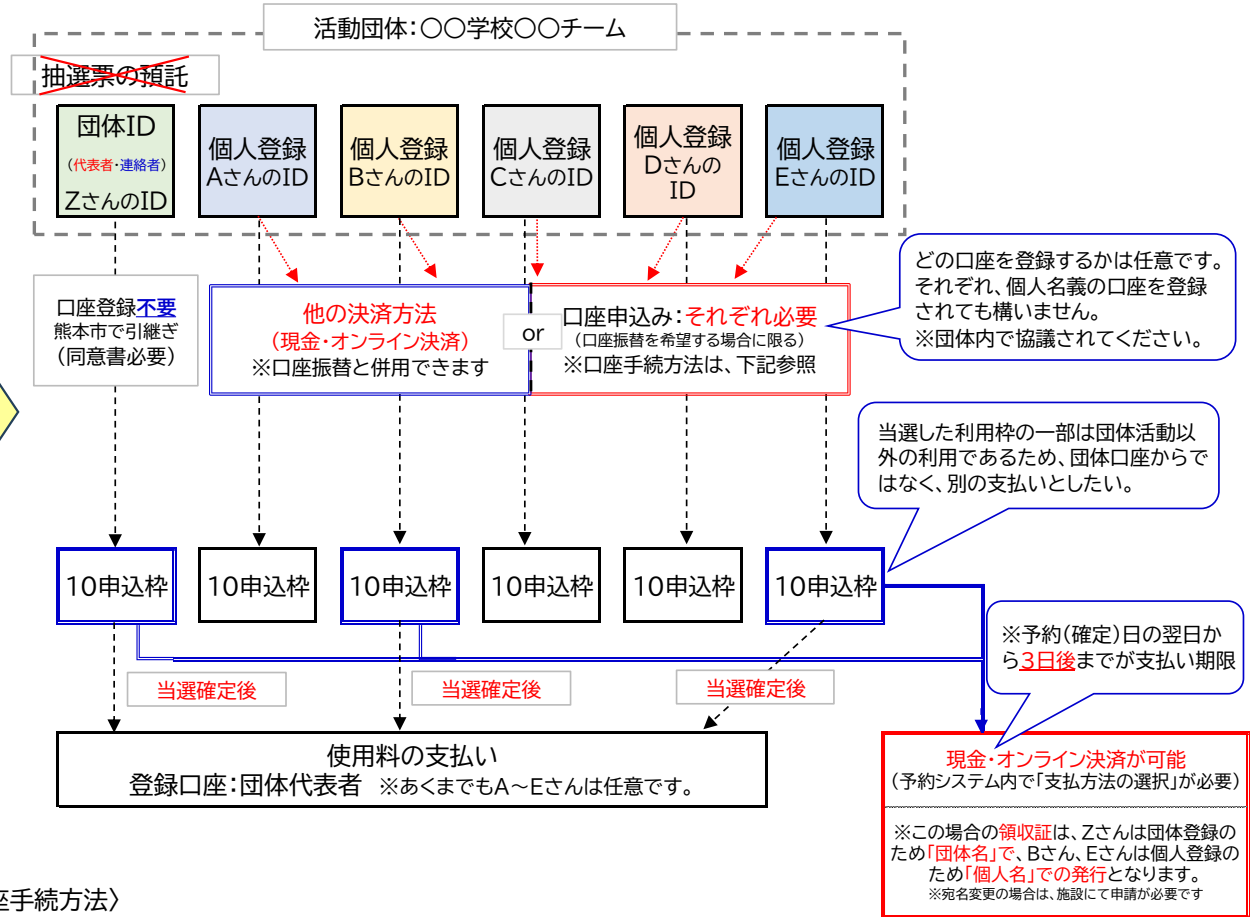 活動団体：〇〇学校〇〇チーム
抽選票の預託
団体ID
（代表者・連絡者）
ZさんのID
個人登録
AさんのID
個人登録
BさんのID
個人登録
CさんのID
個人登録
Dさんの
ID
個人登録
EさんのID
口座登録不要
熊本市で引継ぎ
（同意書必要）
他の決済方法
（現金・オンライン決済）
※口座振替と併用できます
or
口座申込み：それぞれ必要
（口座振替を希望する場合に限る）
※口座手続方法は、下記参照
どの口座を登録するかは任意です。
それぞれ、個人名義の口座を登録
されても構いません。
※団体内で協議されてください。
当選した利用枠の一部は団体活動以
外の利用であるため、団体口座からで
はなく、別の支払いとしたい。
10申込枠
10申込枠
10申込枠
10申込枠
10申込枠
10申込枠
※予約（確定）日の翌日か
ら3日後までが支払い期限
当選確定後
当選確定後
当選確定後
使用料の支払い
登録口座：団体代表者 ※あくまでもA～Eさんは任意です。
現金・オンライン決済が可能
（予約システム内で「支払方法の選択」が必要）
※この場合の領収証は、Zさんは団体登録の
ため「団体名」で、Bさん、Eさんは個人登録の
ため「個人名」での発行となります。
※宛名変更の場合は、施設にて申請が必要です
座手続方法〉